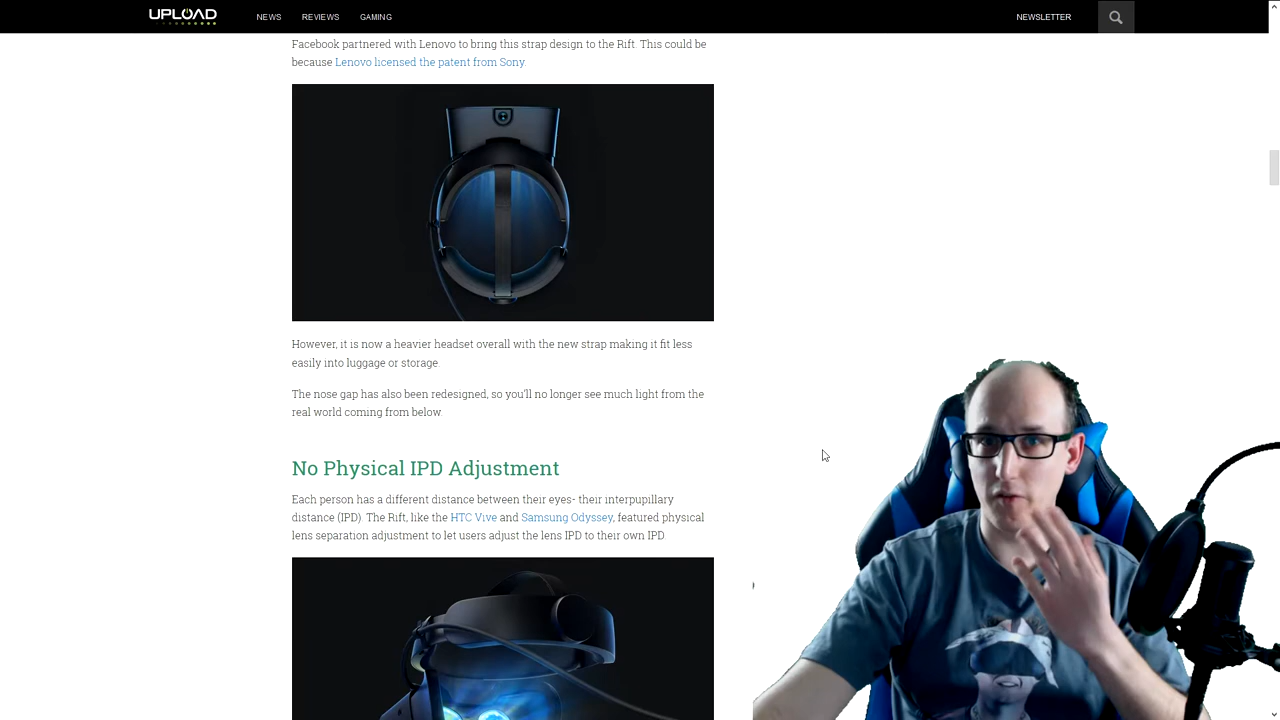 UPLOAD
NEWS REVIEWS GAMING NEWSLETTER
Facebook partnered with Lenovo to bring this strap design to the Rift. This could be
because Lenovo licensed the patent from Sony.
However, it is now a heavier headset overall with the new strap making it fit less
easily into luggage or storage.
The nose gap has also been redesigned, so you'll no longer see much light from the
real world coming from below.
No Physical IPD Adjustment
Each person has a different distance between their eyes- their interpupillary
distance (IPD). The Rift, like the HTC Vive and Samsung Odyssey, featured physical
lens separation adjustment to let users adjust the lens IPD to their own IPD.